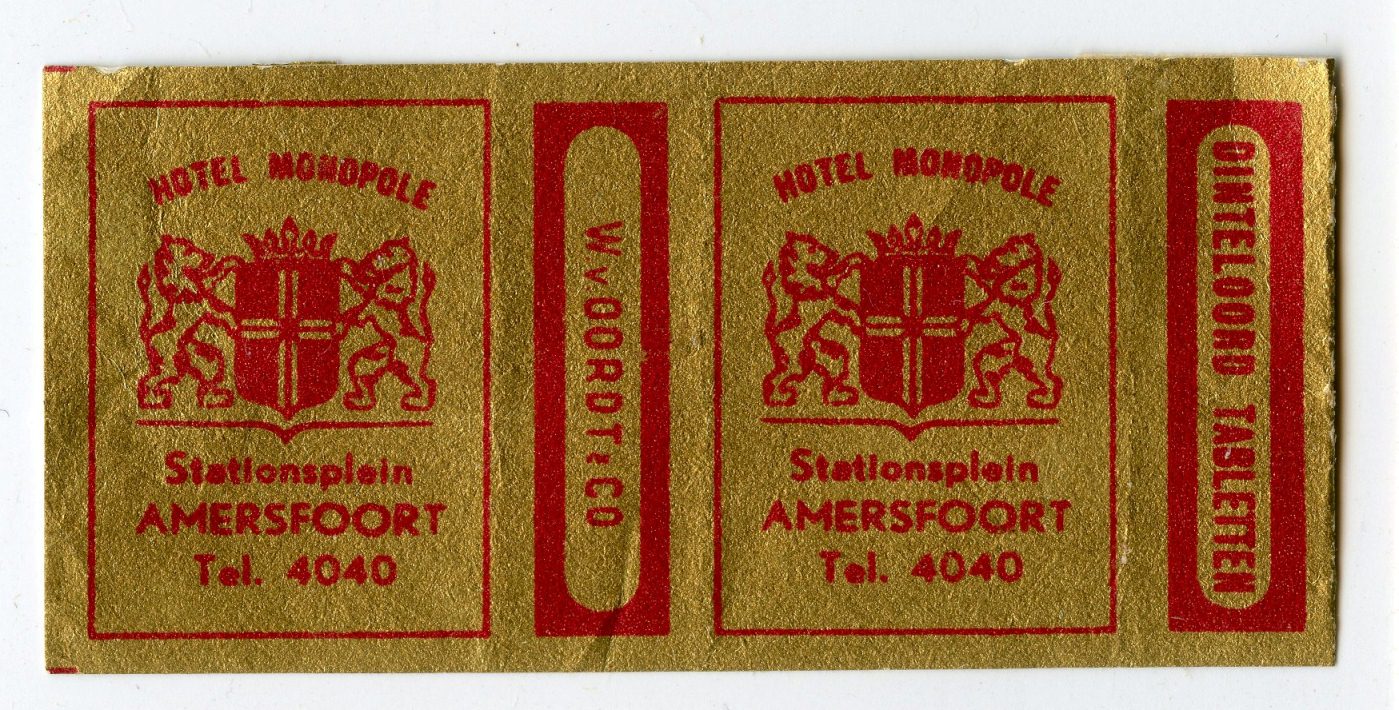 HOTEL MONOPOLE
Stationsplein
AMERSFOORT
Tel. 4040
W.v.OORDT & CO
HOTEL MONOPOLE
Stationsplein
AMERSFOORT
Tel. 4040
DINTELOORD TABLETTEN